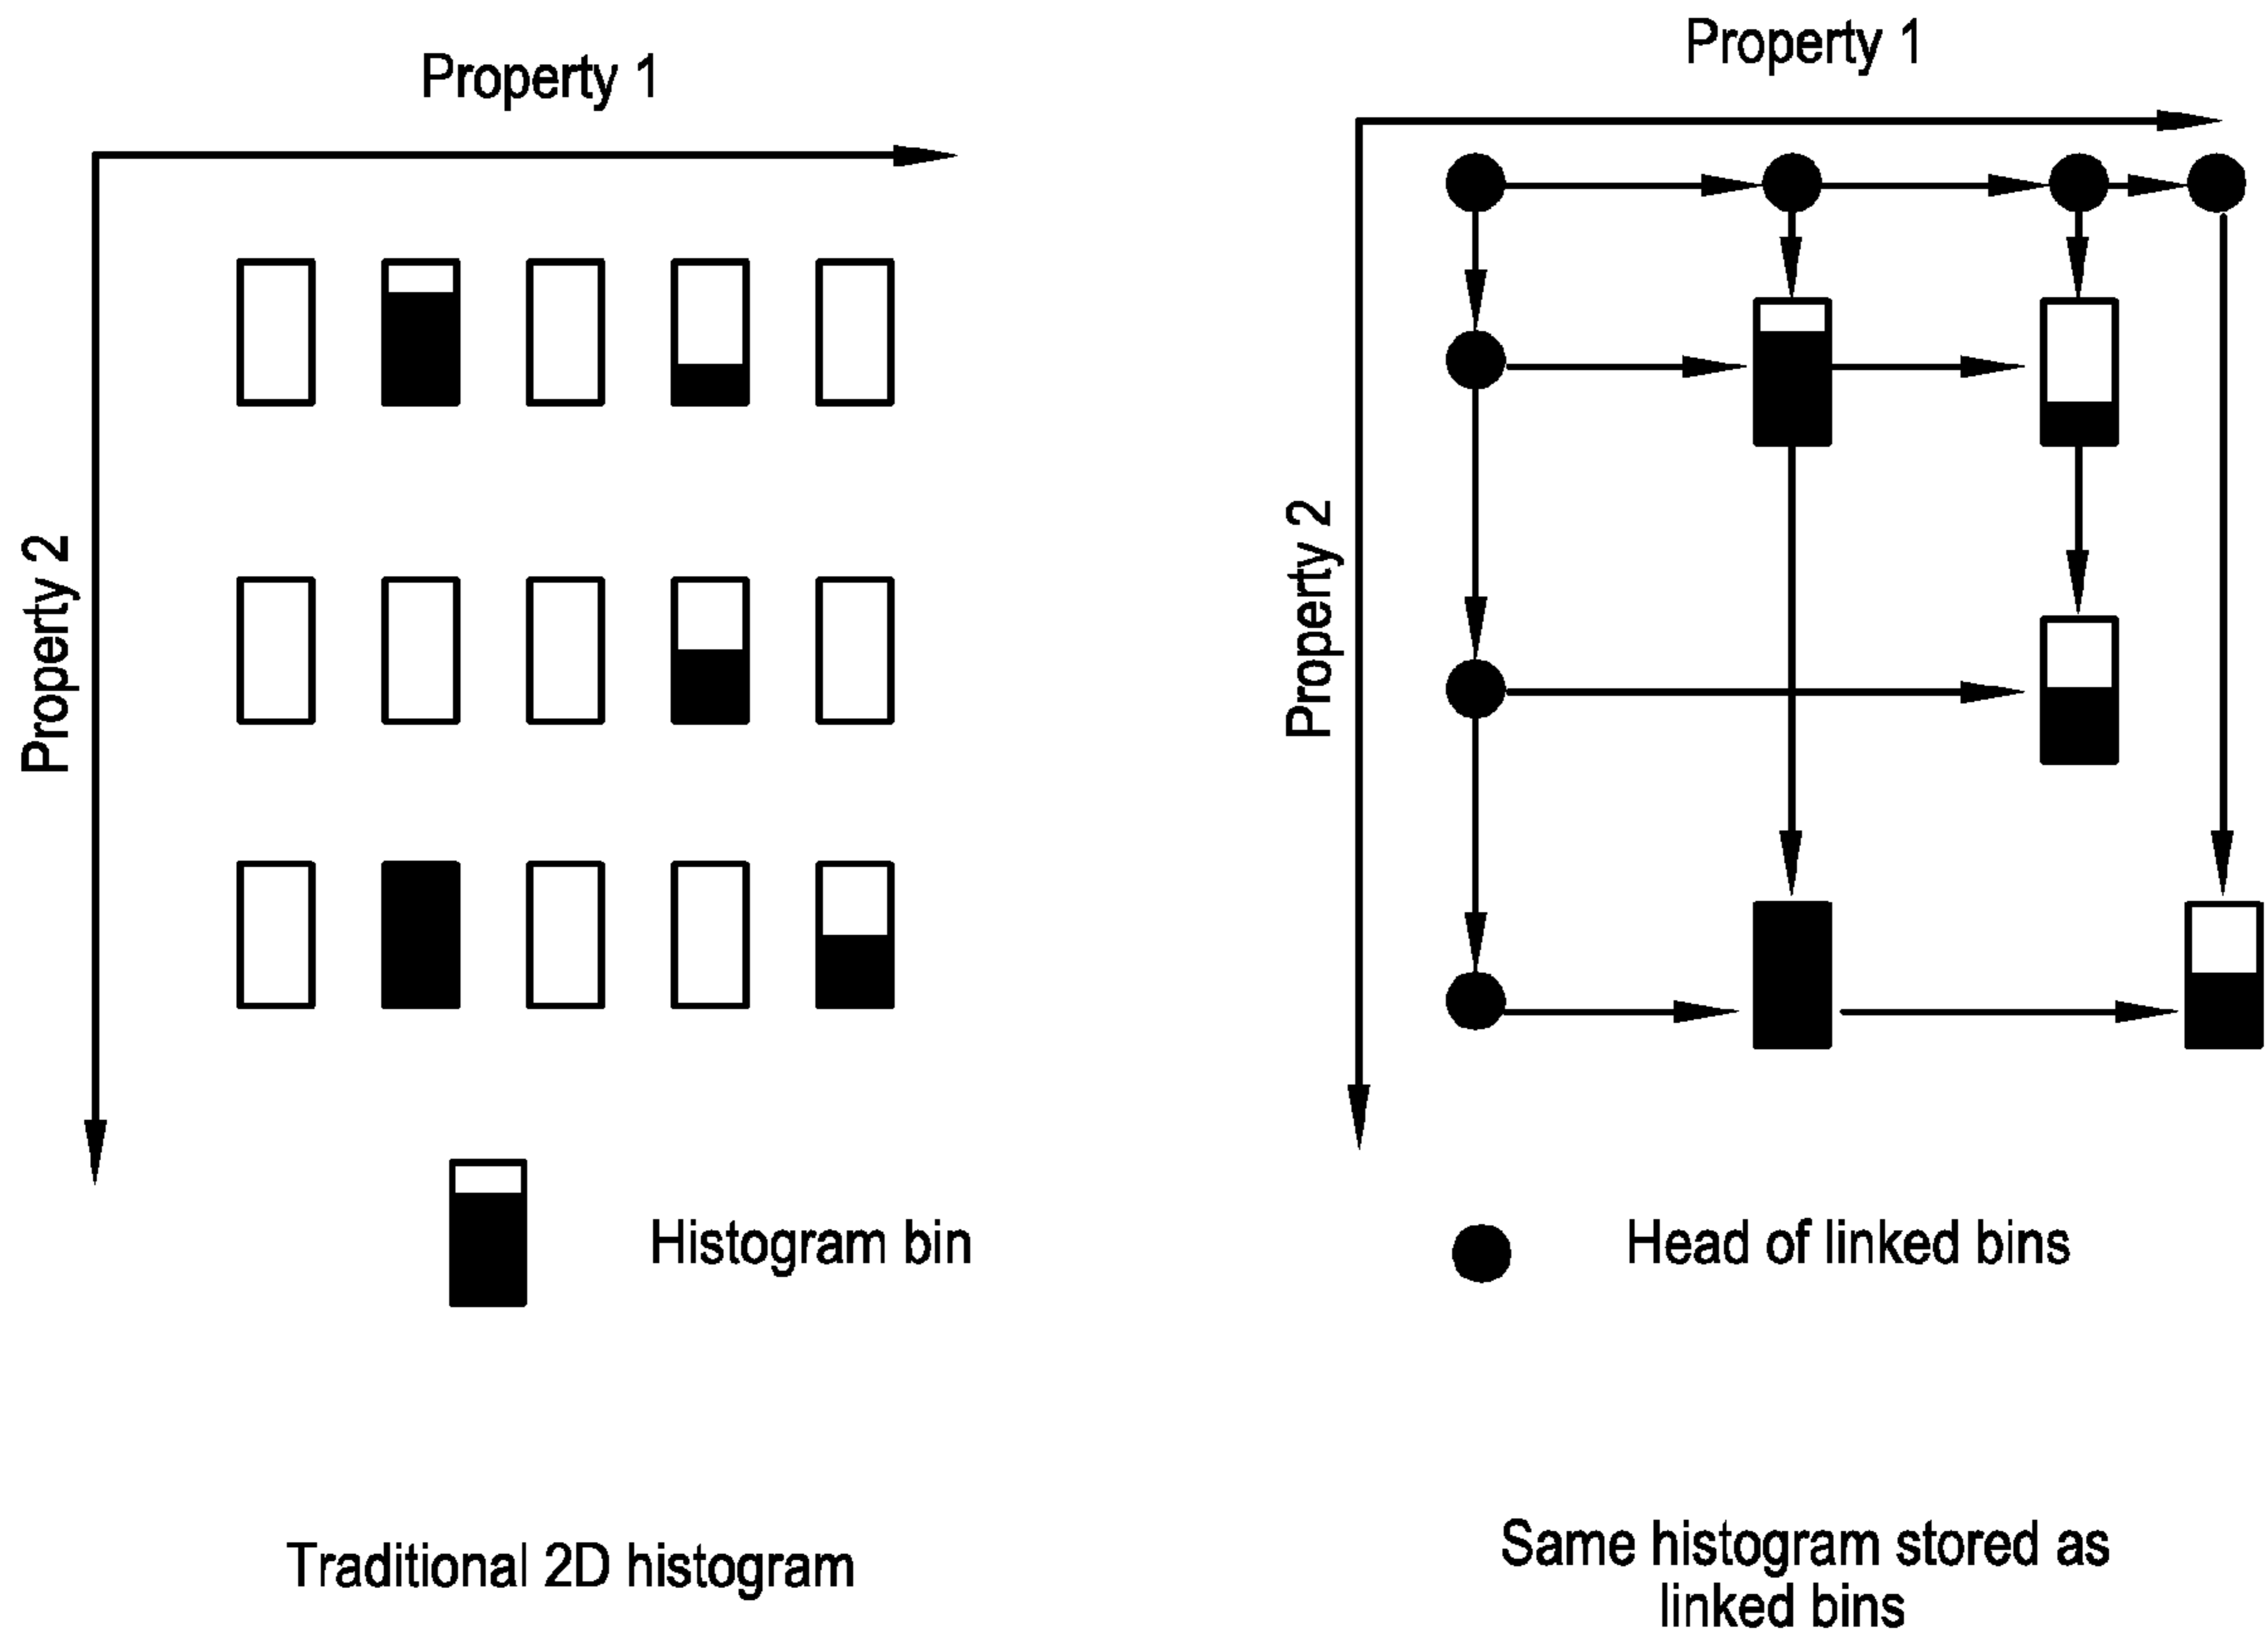 Property 1
Property 2
Histogram bin
Traditional 2D histogram
Property 1
Property 2
Head of linked bins
Same histogram stored as
linked bins